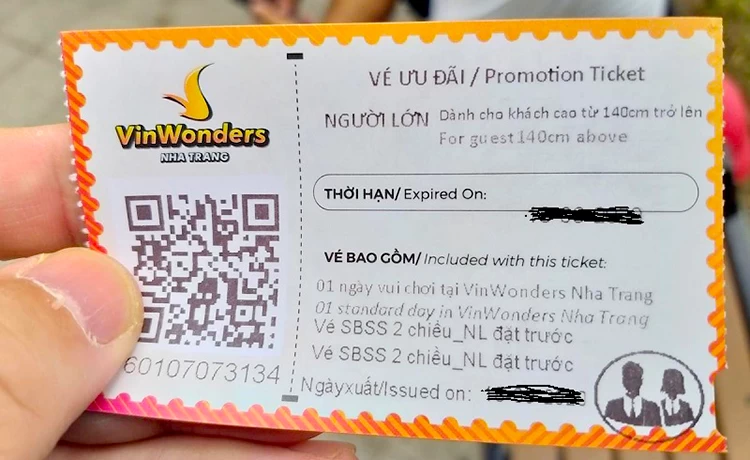 VinWonders
NHA TRANG
60107073134
VÉ ƯU ĐÃI / Promotion Ticket
NGƯỜI LỚN Dành cho khách cao từ 140cm trở lên
For guest 140cm above
THỜI HẠN/ Expired On:
VÉ BAO GỒM/ Included with this ticket:
01 ngày vui chơi tại VinWonders Nha Trang
01 standard day in VinWonders Nha Trang
Vé SBSS 2 chiều_NL đặt trước
Vé SBSS 2 chiều_NL đặt trước
Ngàyxuất/Issued on: